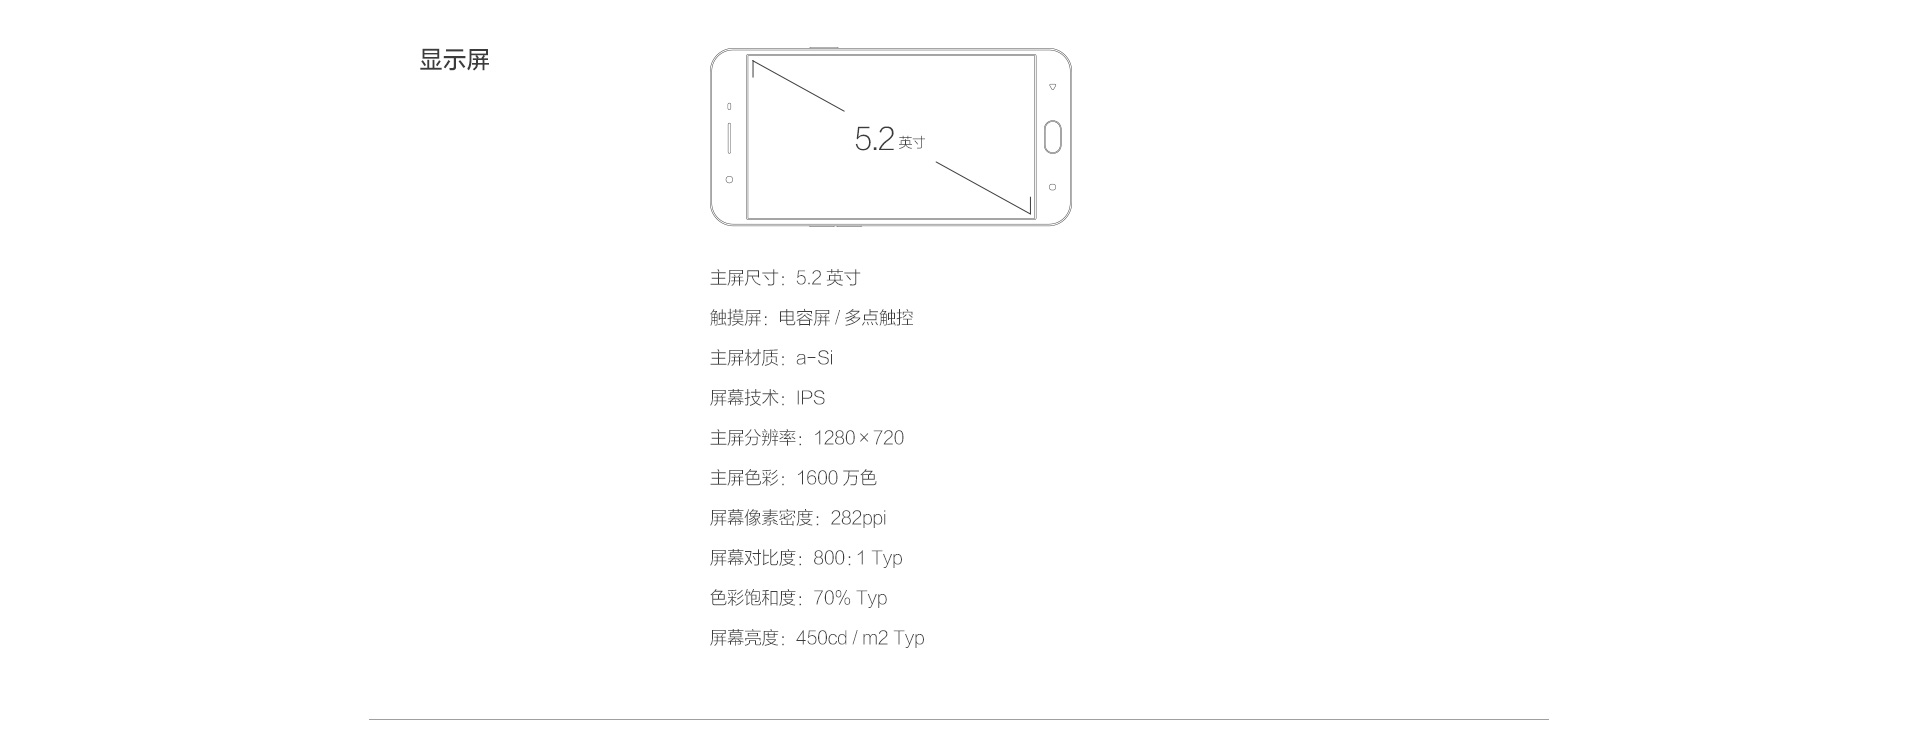 显示屏
5.2 英寸
主屏尺寸：5.2 英寸
触摸屏：电容屏 / 多点触控
主屏材质：a-Si
屏幕技术：IPS
主屏分辨率：1280 × 720
主屏色彩：1600 万色
屏幕像素密度：282ppi
屏幕对比度：800 : 1 Typ
色彩饱和度：70% Typ
屏幕亮度：450cd / m2 Typ